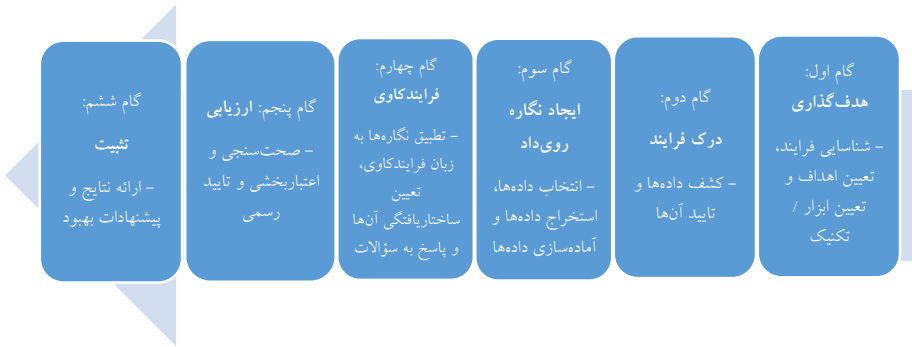 گام اول:
هدف‌گذاری
- شناسایی فرایند،
تعیین اهداف و
تعیین ابزار /
تکنیک
گام دوم:
درک فرایند
- کشف داده‌ها و
تایید آن‌ها
گام سوم:
ایجاد نگاره
روی‌داد
- انتخاب داده‌ها،
استخراج داده‌ها و
آماده‌سازی داده‌ها
گام چهارم:
فرایندکاوی
- تطبیق نگاره‌ها به
زبان فرایندکاوی،
تعیین
ساختاریافتگی آن‌ها
و پاسخ به سؤالات
گام پنجم: ارزیابی
- صحت‌سنجی و
اعتباربخشی و تایید
رسمی
گام ششم:
تثبیت
- ارائه نتایج و
پیشنهادات بهبود